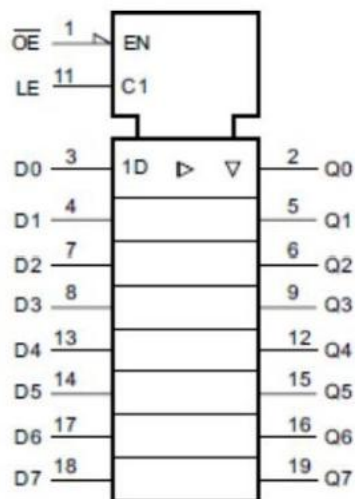 O̅E̅ 1 EN
LE 11 C1
D0 3 1D 2 Q0
D1 4 5 Q1
D2 7 6 Q2
D3 8 9 Q3
D4 13 12 Q4
D5 14 15 Q5
D6 17 16 Q6
D7 18 19 Q7